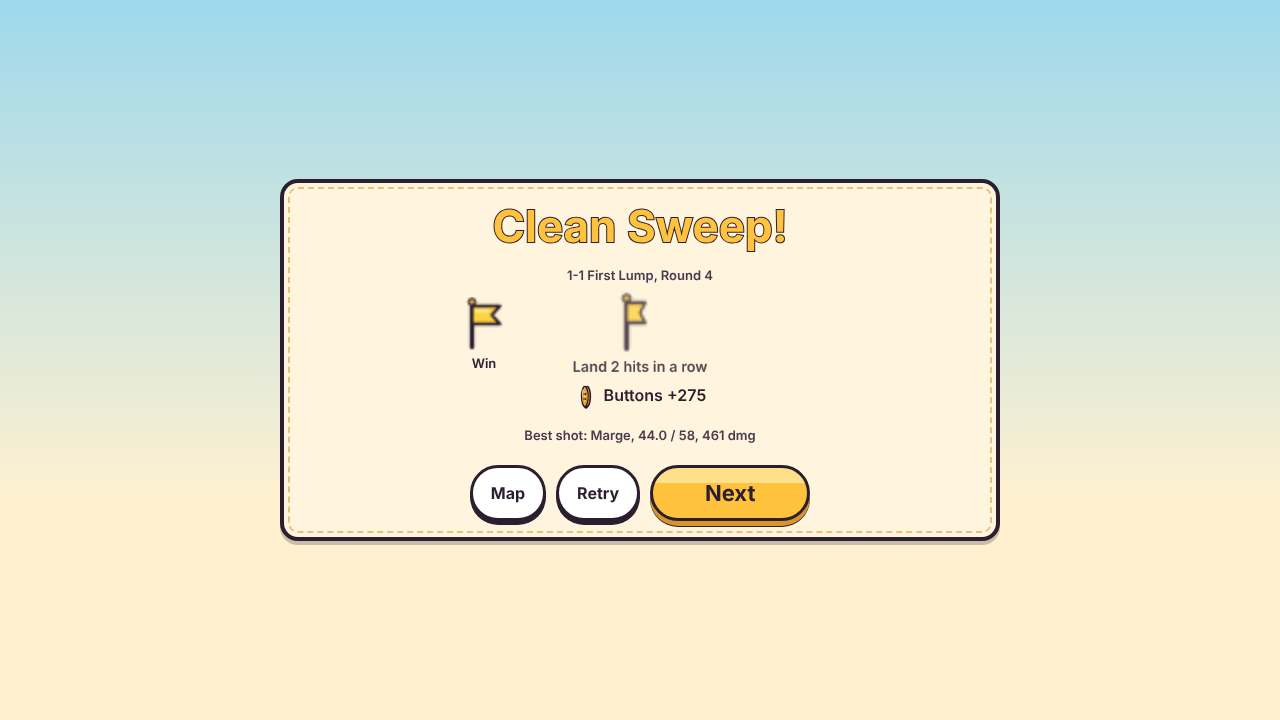 Clean Sweep!
1-1 First Lump, Round 4
Win
Land 2 hits in a row
Buttons +275
Best shot: Marge, 44.0 / 58, 461 dmg
Map
Retry
Next